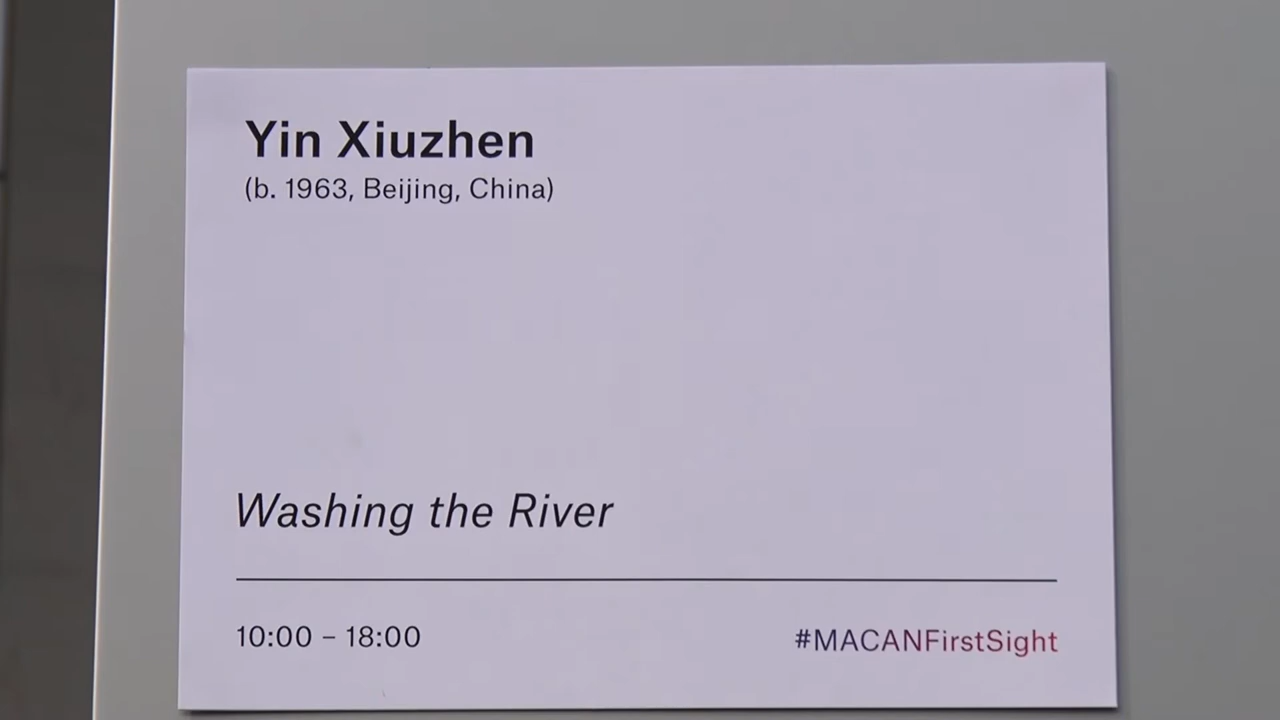 Yin Xiuzhen
(b. 1963, Beijing, China)
Washing the River
10:00 – 18:00
#MACANFirstSight